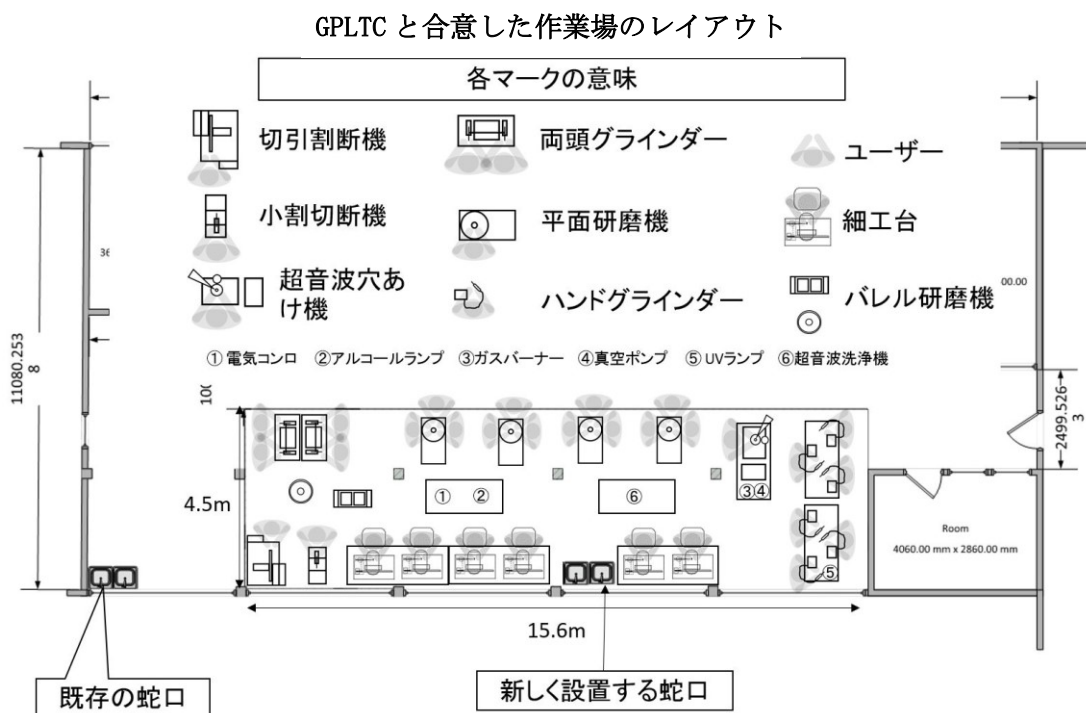 GPLTC と合意した作業場のレイアウト
各マークの意味
切引割断機
両頭グラインダー
ユーザー
小割切断機
平面研磨機
細工台
超音波穴あ
け機
ハンドグラインダー
バレル研磨機
36
00.00
①電気コンロ ②アルコールランプ ③ガスバーナー ④真空ポンプ ⑤UVランプ ⑥超音波洗浄機
11080.253
8
100
2499.526
3
4.5m
① ②
⑥
③④
⑤
Room
4060.00 mm x 2860.00 mm
15.6m
既存の蛇口
新しく設置する蛇口